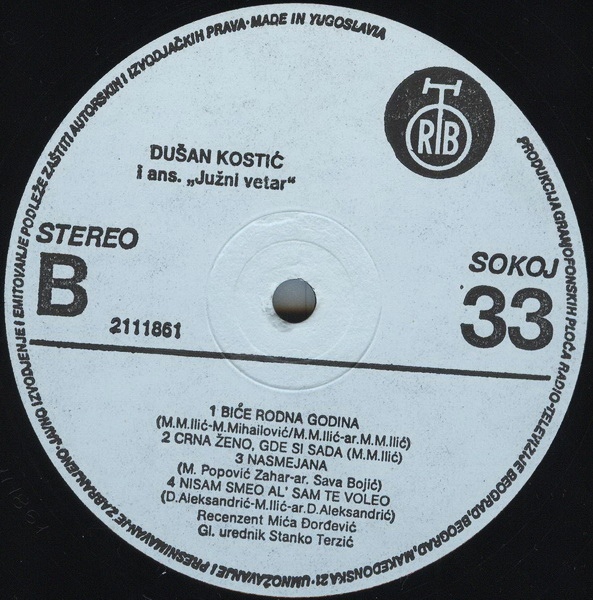 PRODUKCIJA GRAMOFONSKIH PLOČA RADIO-TELEVIZIJE BEOGRAD, BEOGRAD, MAKEDONSKA 21 · UMNOŽAVANJE I PRESNIMAVANJE ZABRANJENO · JAVNO IZVODJENJE I EMITOVANJE PODLEŽE ZAŠTITI AUTORSKIH I IZVODJAČKIH PRAVA · MADE IN YUGOSLAVIA
RTB
DUŠAN KOSTIĆ
i ans. „Južni vetar“
STEREO
B
2111861
SOKOJ
33
1 BIĆE RODNA GODINA
(M.M.Ilić-M.Mihailović/M.M.Ilić-ar.M.M.Ilić)
2 CRNA ŽENO, GDE SI SADA (M.M.Ilić)
3 NASMEJANA
(M. Popović Zahar-ar. Sava Bojić)
4 NISAM SMEO AL' SAM TE VOLEO
(D.Aleksandrić-M.Ilić-ar.D.Aleksandrić)
Recenzent Mića Đorđević
Gl. urednik Stanko Terzić